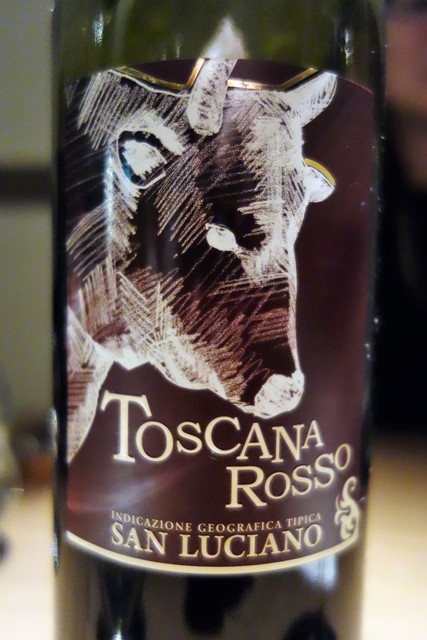 TOSCANA
ROSSO
INDICAZIONE GEOGRAFICA TIPICA
SAN LUCIANO